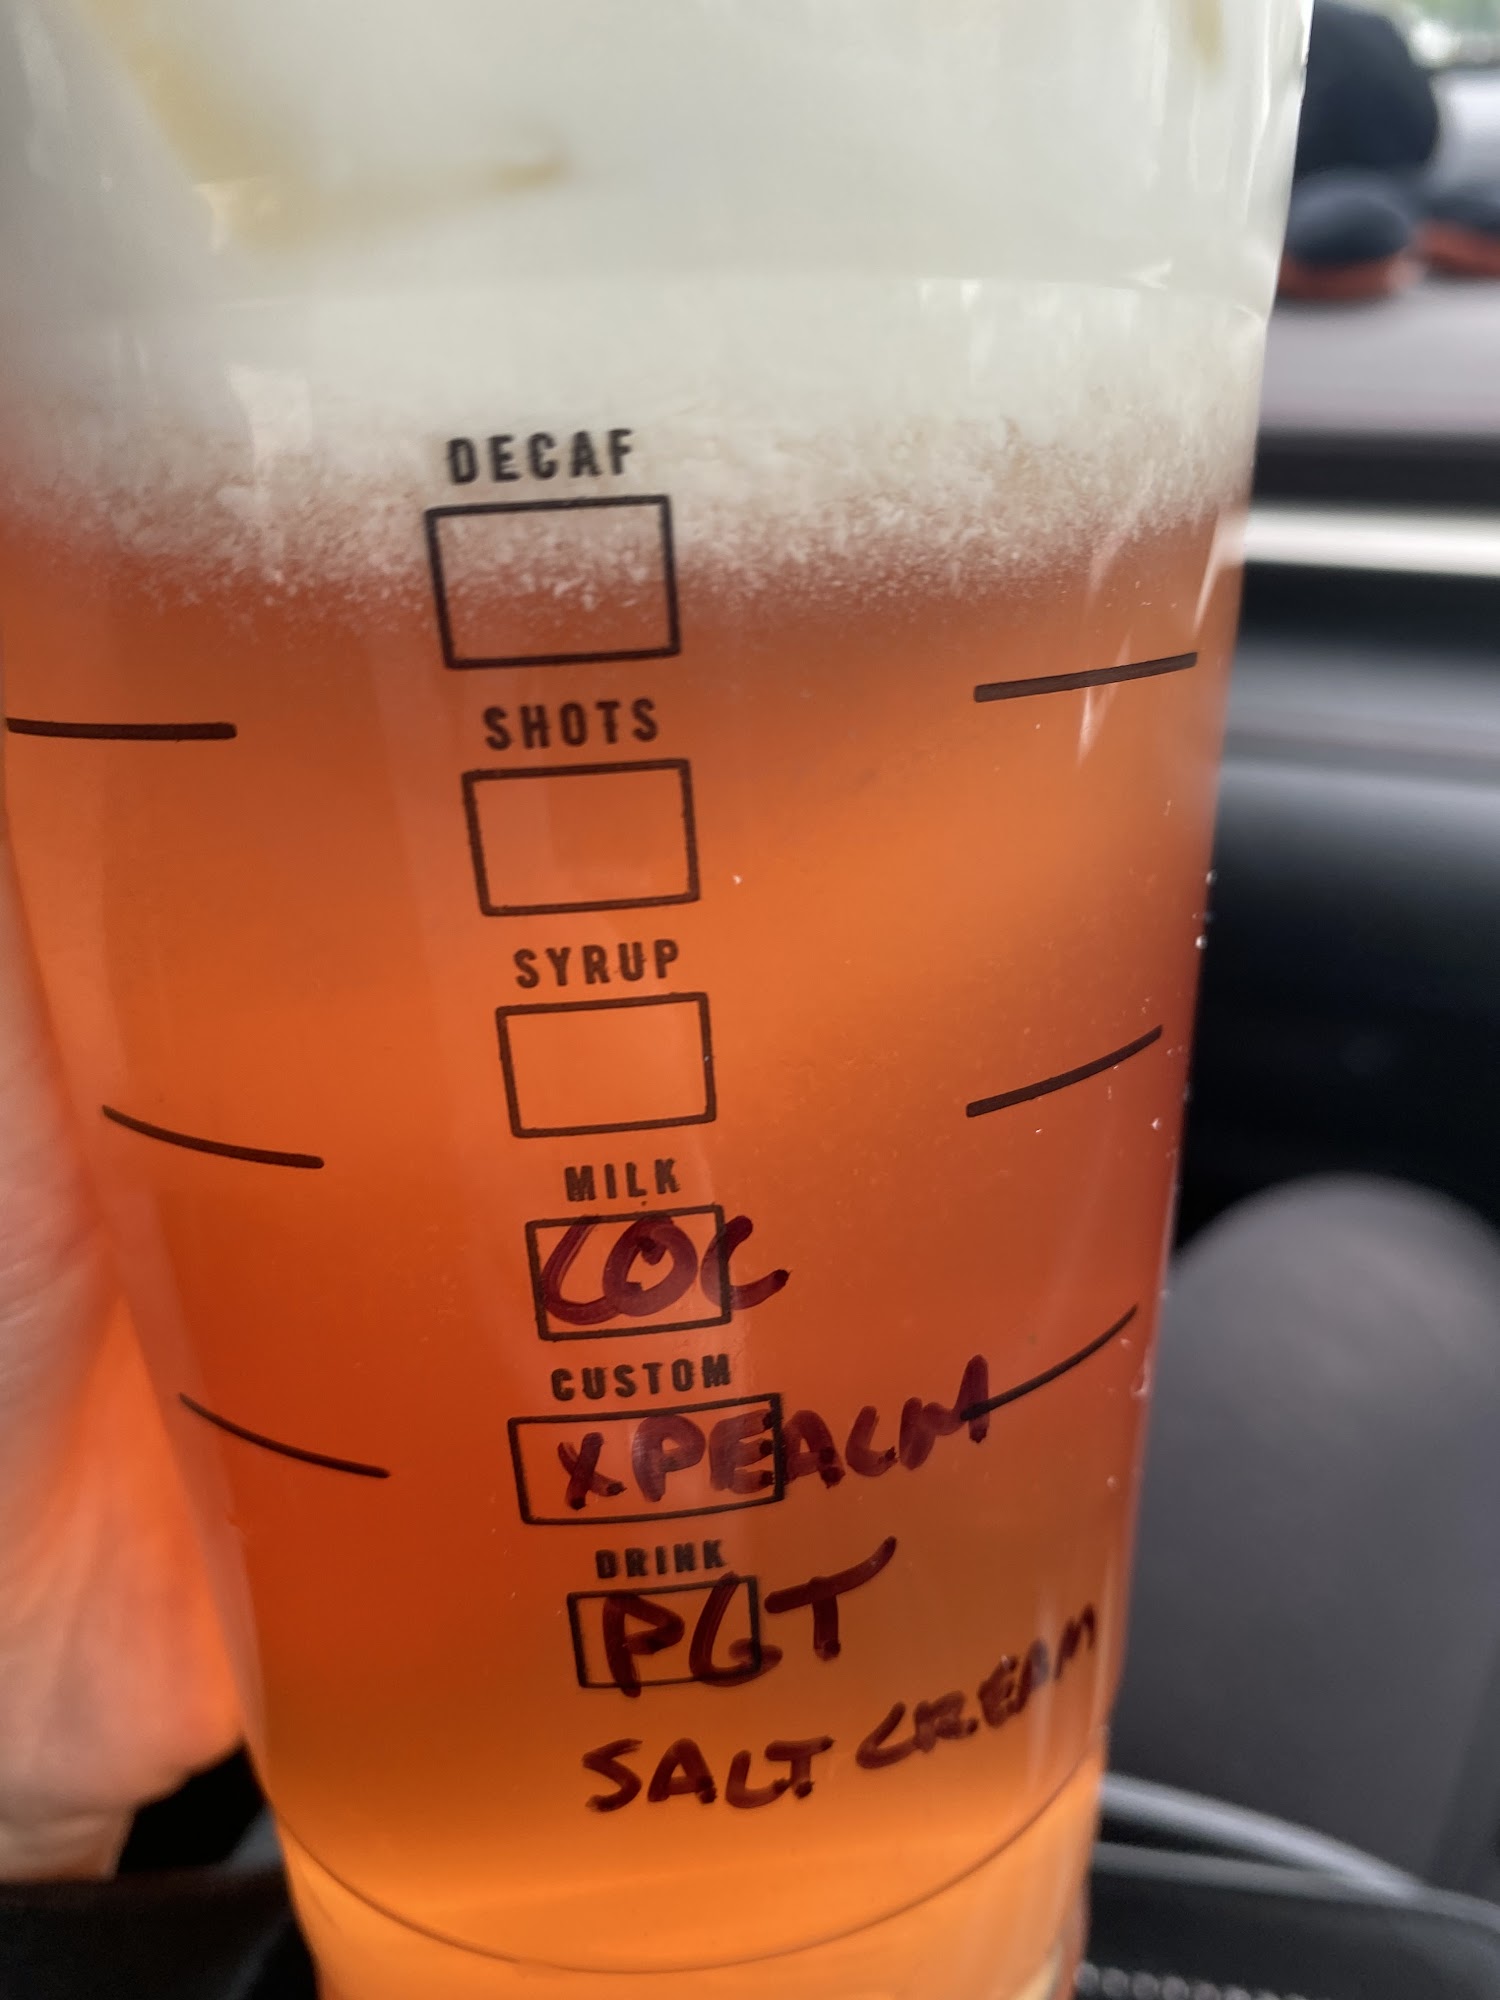 DECAF
SHOTS
SYRUP
MILK
COC
CUSTOM
X PEACH
DRINK
PGT
SALT CREAM